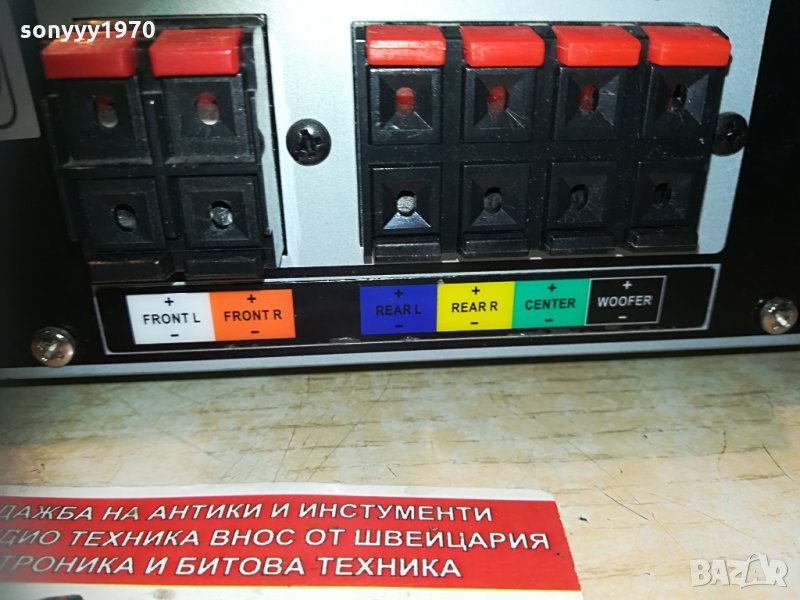 sonyyy1970
+ + + + + +
FRONT L FRONT R REAR L REAR R CENTER WOOFER
− − − − − −
ДАЖБА НА АНТИКИ И ИНСТУМЕНТИ
ДИО ТЕХНИКА ВНОС ОТ ШВЕЙЦАРИЯ
ТРОНИКА И БИТОВА ТЕХНИКА
BAZAR